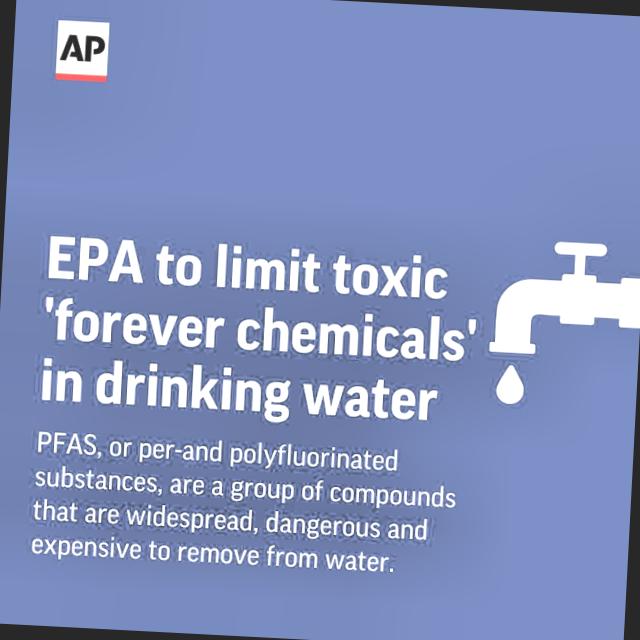 AP
EPA to limit toxic
'forever chemicals'
in drinking water
PFAS, or per-and polyfluorinated
substances, are a group of compounds
that are widespread, dangerous and
expensive to remove from water.